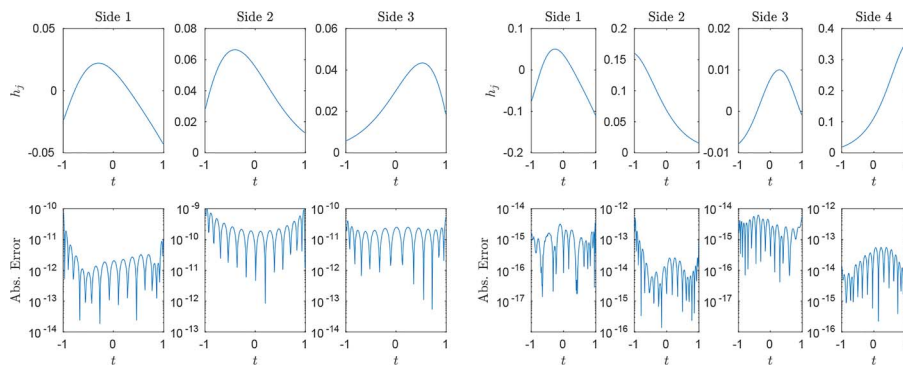 Side 1 Side 2 Side 3 Side 1 Side 2 Side 3 Side 4
0.05 0.08 0.06 0.1 0.2 0.02 0.4
0.06 0.15 0.01 0.3
h_j 0 0.04 0.04 h_j 0 0.1 0.2
0.02 0.02 -0.1 0.05 0 0.1
-0.05 0 0 -0.2 0 -0.01 0
-1 0 1 -1 0 1 -1 0 1 -1 0 1 -1 0 1 -1 0 1 -1 0 1
t t t t t t t
10^-10 10^-9 10^-10 10^-14 10^-12 10^-14 10^-12
10^-11 10^-10 10^-11 10^-15 10^-13 10^-15 10^-13
Abs. Error 10^-12 10^-11 10^-12 Abs. Error 10^-16 10^-14 10^-16 10^-14
10^-13 10^-12 10^-13 10^-17 10^-15 10^-17 10^-15
10^-14 10^-13 10^-14 10^-16 10^-16
-1 0 1 -1 0 1 -1 0 1 -1 0 1 -1 0 1 -1 0 1 -1 0 1
t t t t t t t